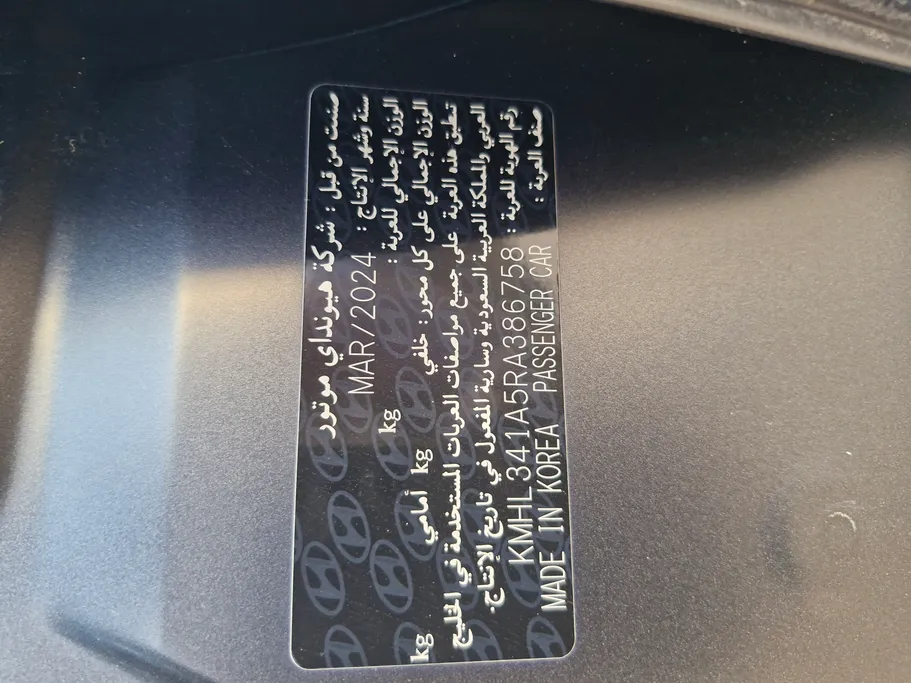 صنعت من قبل : شركة هيونداي موتور
سنة وشهر الإنتاج : MAR/2024
الوزن الإجمالي للعربة : kg
الوزن الإجمالي على كل محور: خلفي kg أمامي kg
تطبق هذه العربة على جميع مواصفات العربات المستخدمة في الخليج
العربي والمملكة العربية السعودية وسارية المفعول في تاريخ الإنتاج.
رقم الهوية للعربة : KMHL341A5RA386758
صنف العربة : PASSENGER CAR
MADE IN KOREA